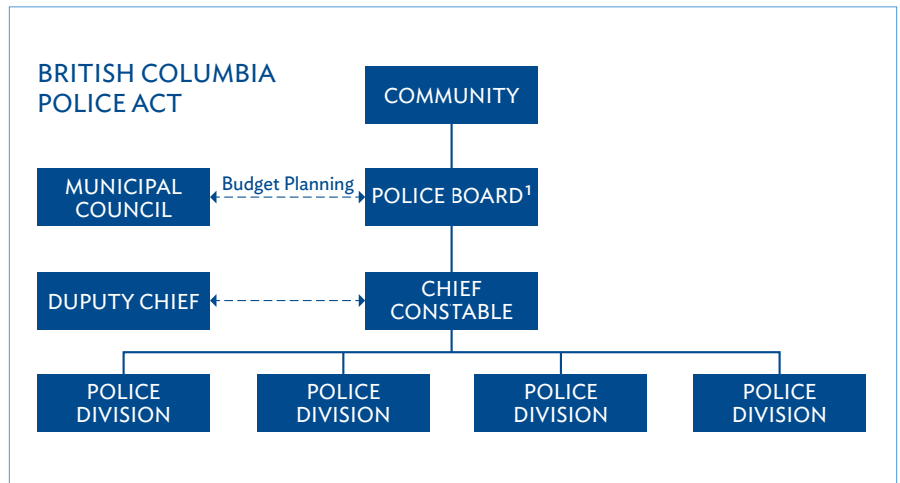 BRITISH COLUMBIA
POLICE ACT
COMMUNITY
MUNICIPAL
COUNCIL
Budget Planning
POLICE BOARD¹
DUPUTY CHIEF
CHIEF
CONSTABLE
POLICE
DIVISION
POLICE
DIVISION
POLICE
DIVISION
POLICE
DIVISION